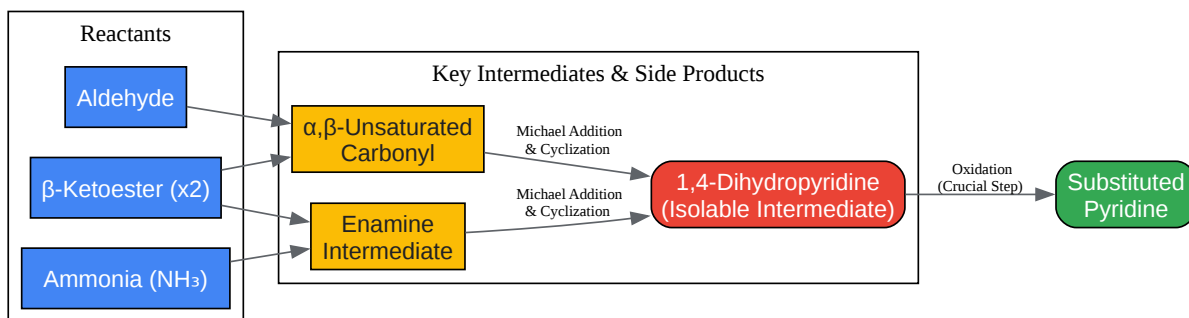 Reactants
Aldehyde
β-Ketoester (x2)
Ammonia (NH₃)
Key Intermediates & Side Products
α,β-Unsaturated
Carbonyl
Enamine
Intermediate
Michael Addition
& Cyclization
Michael Addition
& Cyclization
1,4-Dihydropyridine
(Isolable Intermediate)
Oxidation
(Crucial Step)
Substituted
Pyridine